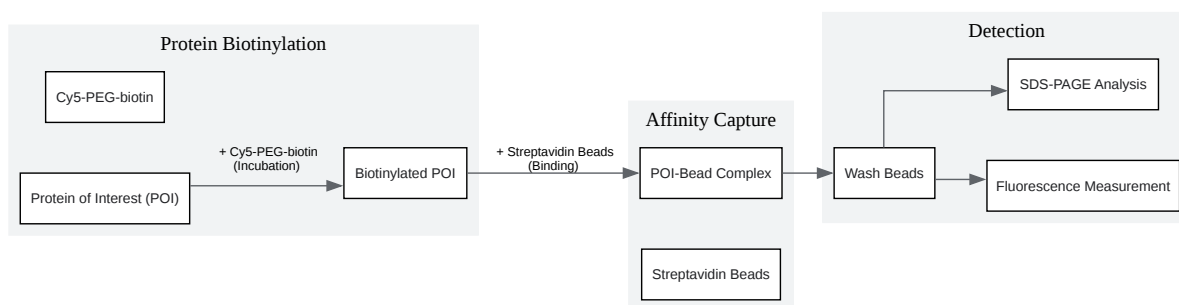 Protein Biotinylation
Cy5-PEG-biotin
Protein of Interest (POI)
+ Cy5-PEG-biotin
(Incubation)
Biotinylated POI
+ Streptavidin Beads
(Binding)
Affinity Capture
POI-Bead Complex
Streptavidin Beads
Detection
Wash Beads
SDS-PAGE Analysis
Fluorescence Measurement